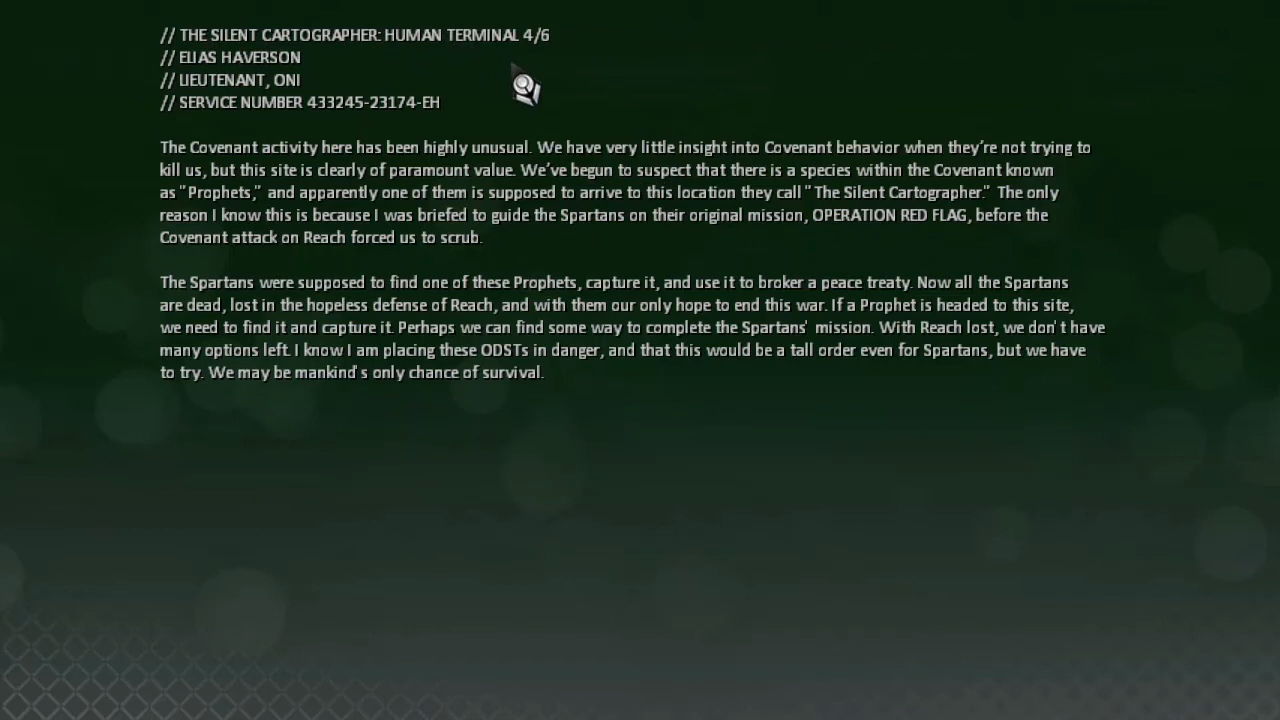 // THE SILENT CARTOGRAPHER: HUMAN TERMINAL 4/6
// ELIAS HAVERSON
// LIEUTENANT, ONI
// SERVICE NUMBER 433245-23174-EH
The Covenant activity here has been highly unusual. We have very little insight into Covenant behavior when they're not trying to
kill us, but this site is clearly of paramount value. We've begun to suspect that there is a species within the Covenant known
as "Prophets," and apparently one of them is supposed to arrive to this location they call "The Silent Cartographer." The only
reason I know this is because I was briefed to guide the Spartans on their original mission, OPERATION RED FLAG, before the
Covenant attack on Reach forced us to scrub.
The Spartans were supposed to find one of these Prophets, capture it, and use it to broker a peace treaty. Now all the Spartans
are dead, lost in the hopeless defense of Reach, and with them our only hope to end this war. If a Prophet is headed to this site,
we need to find it and capture it. Perhaps we can find some way to complete the Spartans' mission. With Reach lost, we don't have
many options left. I know I am placing these ODSTs in danger, and that this would be a tall order even for Spartans, but we have
to try. We may be mankind's only chance of survival.